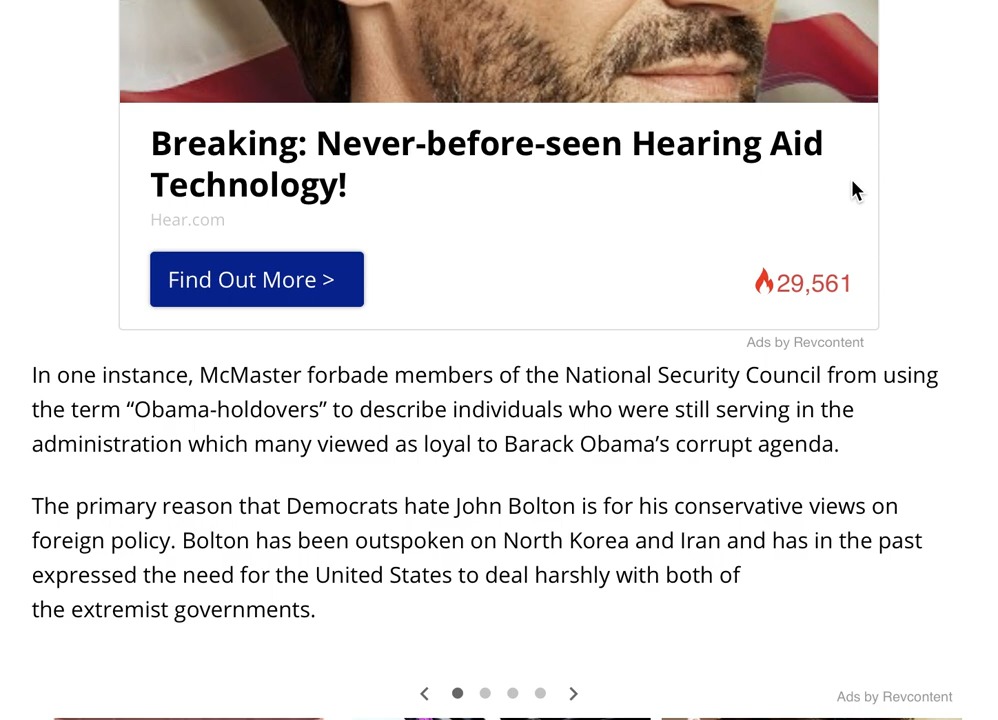 Breaking: Never-before-seen Hearing Aid
Technology!
Hear.com
Find Out More >
29,561
Ads by Revcontent
In one instance, McMaster forbade members of the National Security Council from using
the term “Obama-holdovers” to describe individuals who were still serving in the
administration which many viewed as loyal to Barack Obama’s corrupt agenda.
The primary reason that Democrats hate John Bolton is for his conservative views on
foreign policy. Bolton has been outspoken on North Korea and Iran and has in the past
expressed the need for the United States to deal harshly with both of
the extremist governments.
Ads by Revcontent